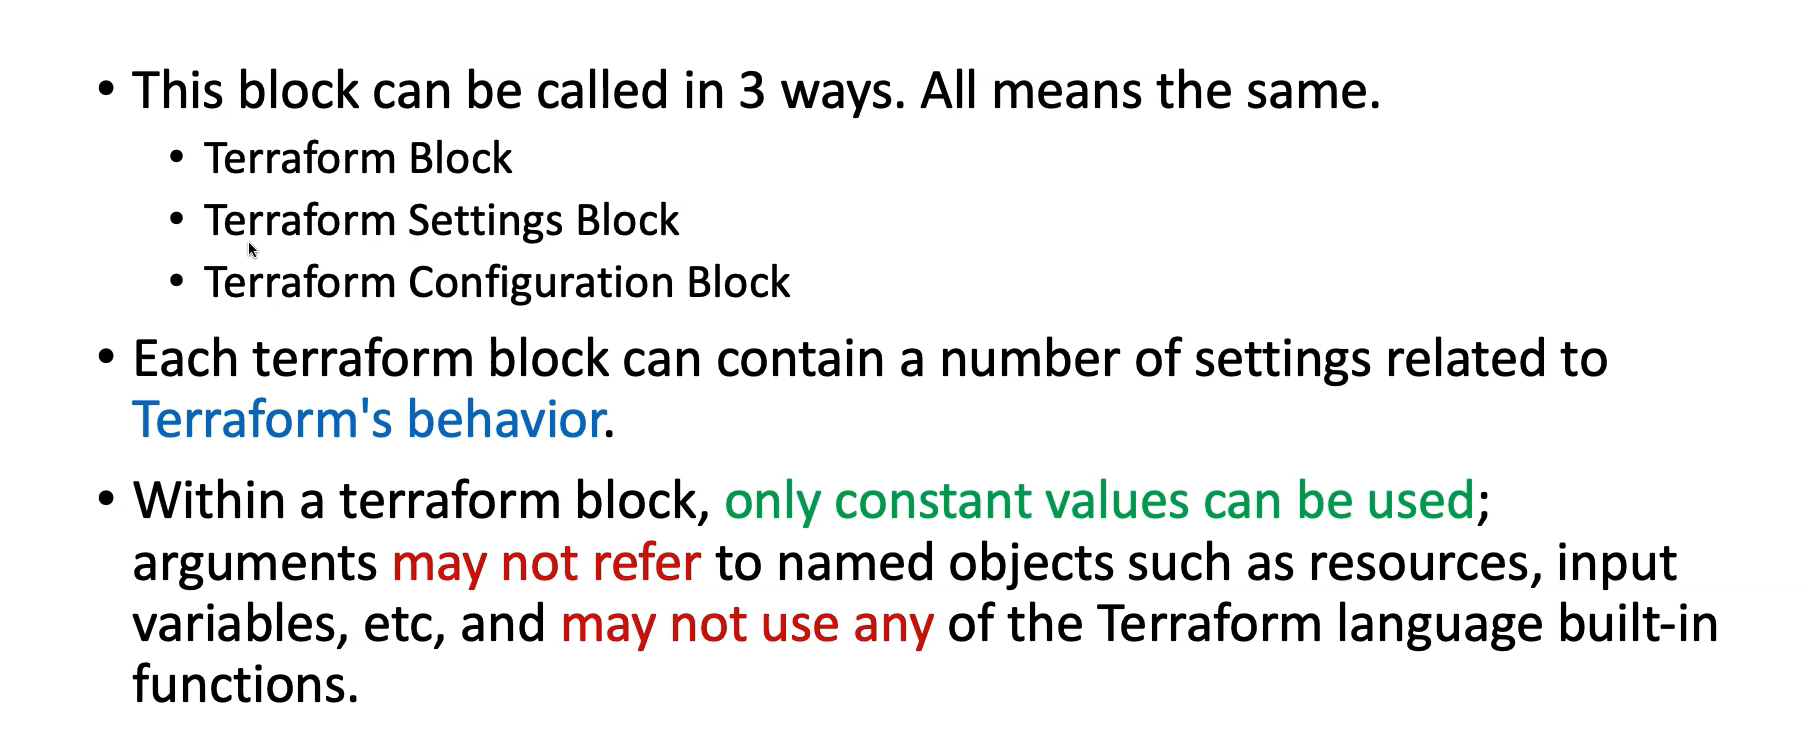 • This block can be called in 3 ways. All means the same.
• Terraform Block
• Terraform Settings Block
• Terraform Configuration Block
• Each terraform block can contain a number of settings related to
Terraform's behavior.
• Within a terraform block, only constant values can be used;
arguments may not refer to named objects such as resources, input
variables, etc, and may not use any of the Terraform language built-in
functions.